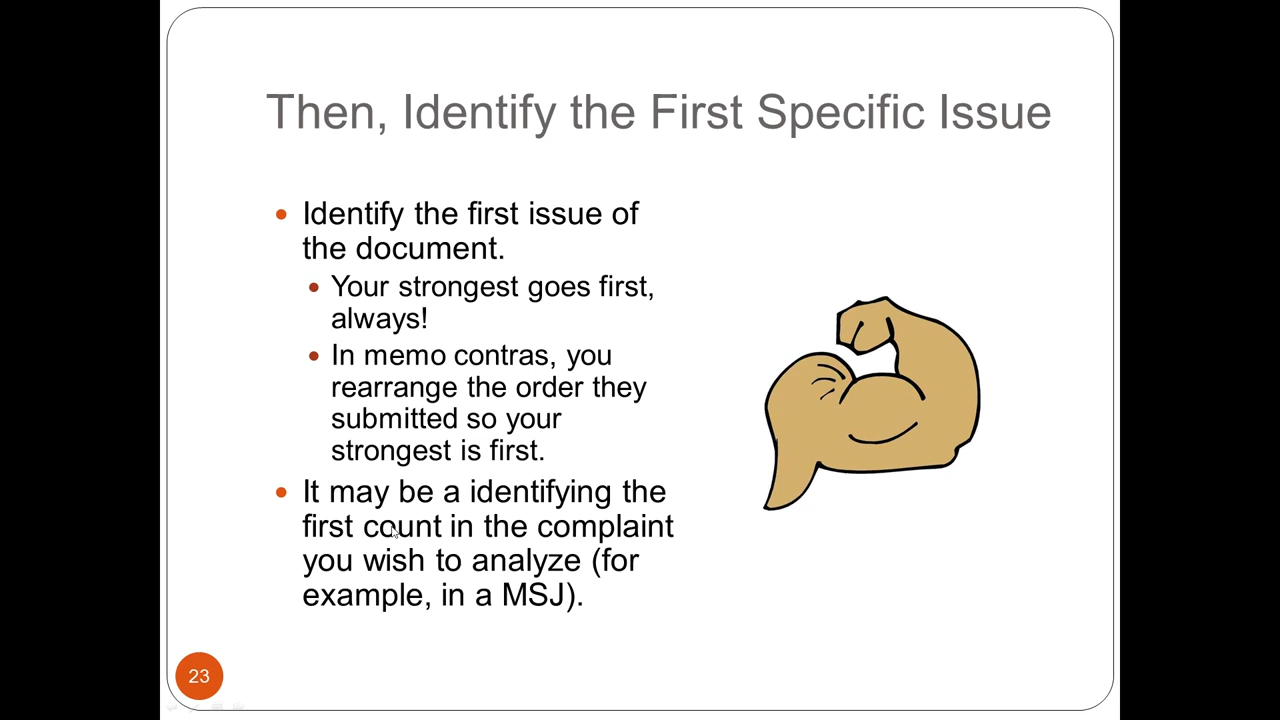 Then, Identify the First Specific Issue
Identify the first issue of
the document.
Your strongest goes first,
always!
In memo contras, you
rearrange the order they
submitted so your
strongest is first.
It may be a identifying the
first count in the complaint
you wish to analyze (for
example, in a MSJ).
23